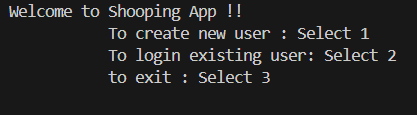 Welcome to Shooping App !!
To create new user : Select 1
To login existing user: Select 2
to exit : Select 3